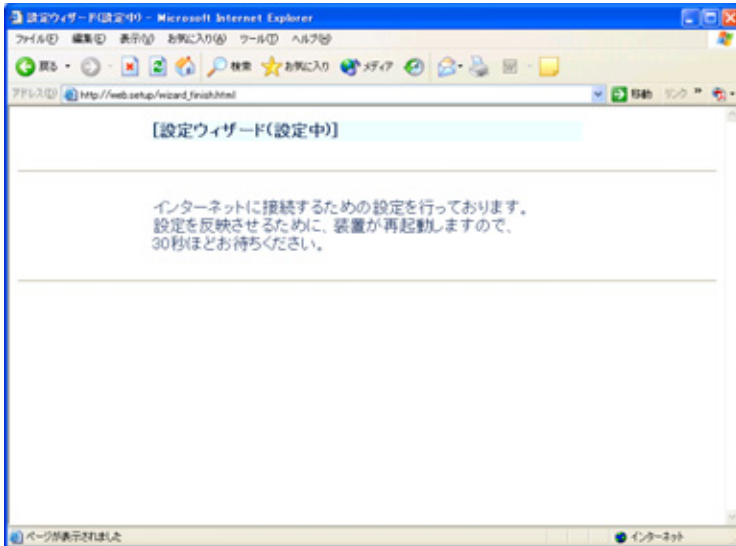 設定ウィザード(設定中) - Microsoft Internet Explorer
ファイル(F) 編集(E) 表示(V) お気に入り(A) ツール(T) ヘルプ(H)
戻る 検索 お気に入り メディア
アドレス(D) http://web.setup/wizard_finish.html 移動 リンク »
[設定ウィザード(設定中)]
インターネットに接続するための設定を行っております。
設定を反映させるために、装置が再起動しますので、
30秒ほどお待ちください。
ページが表示されました インターネット